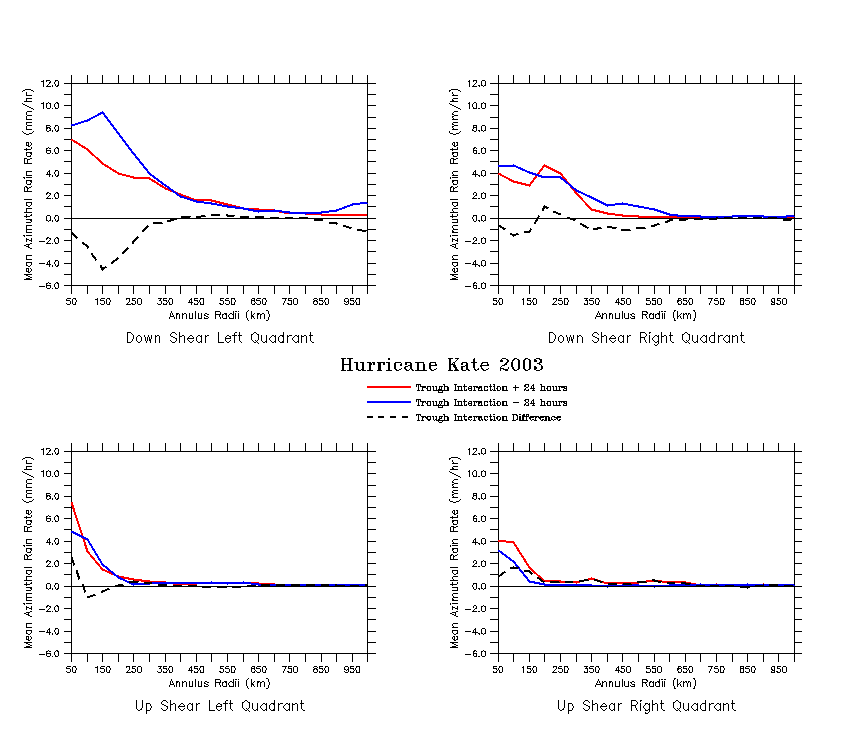 12.0
10.0
8.0
6.0
4.0
2.0
0.0
-2.0
-4.0
-6.0
Mean Azimuthal Rain Rate (mm/hr)
50 150 250 350 450 550 650 750 850 950
Annulus Radii (km)
Down Shear Left Quadrant
12.0
10.0
8.0
6.0
4.0
2.0
0.0
-2.0
-4.0
-6.0
Mean Azimuthal Rain Rate (mm/hr)
50 150 250 350 450 550 650 750 850 950
Annulus Radii (km)
Down Shear Right Quadrant
Hurricane Kate 2003
Trough Interaction + 24 hours
Trough Interaction - 24 hours
Trough Interaction Difference
12.0
10.0
8.0
6.0
4.0
2.0
0.0
-2.0
-4.0
-6.0
Mean Azimuthal Rain Rate (mm/hr)
50 150 250 350 450 550 650 750 850 950
Annulus Radii (km)
Up Shear Left Quadrant
12.0
10.0
8.0
6.0
4.0
2.0
0.0
-2.0
-4.0
-6.0
Mean Azimuthal Rain Rate (mm/hr)
50 150 250 350 450 550 650 750 850 950
Annulus Radii (km)
Up Shear Right Quadrant